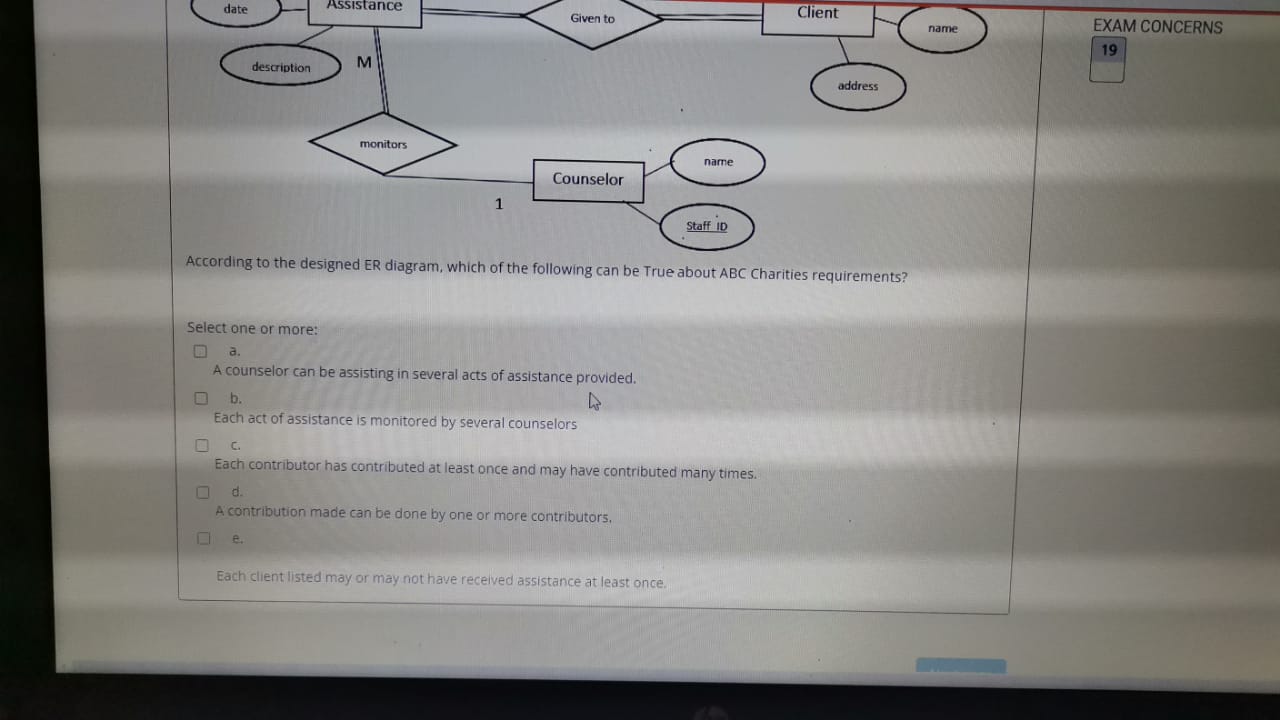 date
Assistance
Given to
Client
name
EXAM CONCERNS
19
description
M
address
monitors
name
Counselor
1
Staff ID
According to the designed ER diagram, which of the following can be True about ABC Charities requirements?
Select one or more:
a.
A counselor can be assisting in several acts of assistance provided.
b.
Each act of assistance is monitored by several counselors
c.
Each contributor has contributed at least once and may have contributed many times.
d.
A contribution made can be done by one or more contributors.
e.
Each client listed may or may not have received assistance at least once.